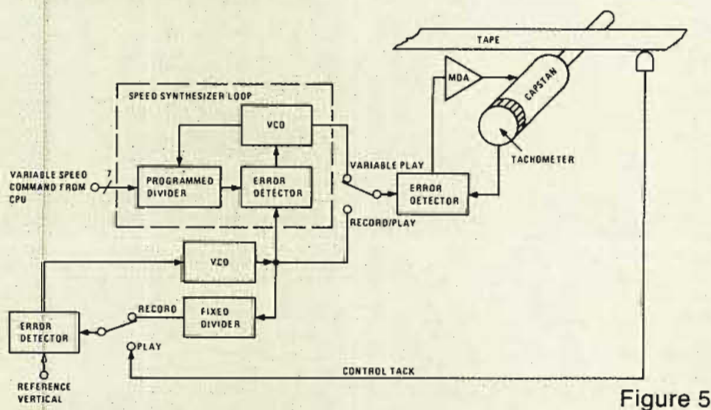 TAPE
MDA
CAPSTAN
SPEED SYNTHESIZER LOOP
VCO
TACHOMETER
VARIABLE SPEED
COMMAND FROM
CPU
7
PROGRAMMED
DIVIDER
ERROR
DETECTOR
VARIABLE PLAY
ERROR
DETECTOR
RECORD/PLAY
VCO
RECORD
FIXED
DIVIDER
ERROR
DETECTOR
PLAY
CONTROL TACK
REFERENCE
VERTICAL
Figure 5